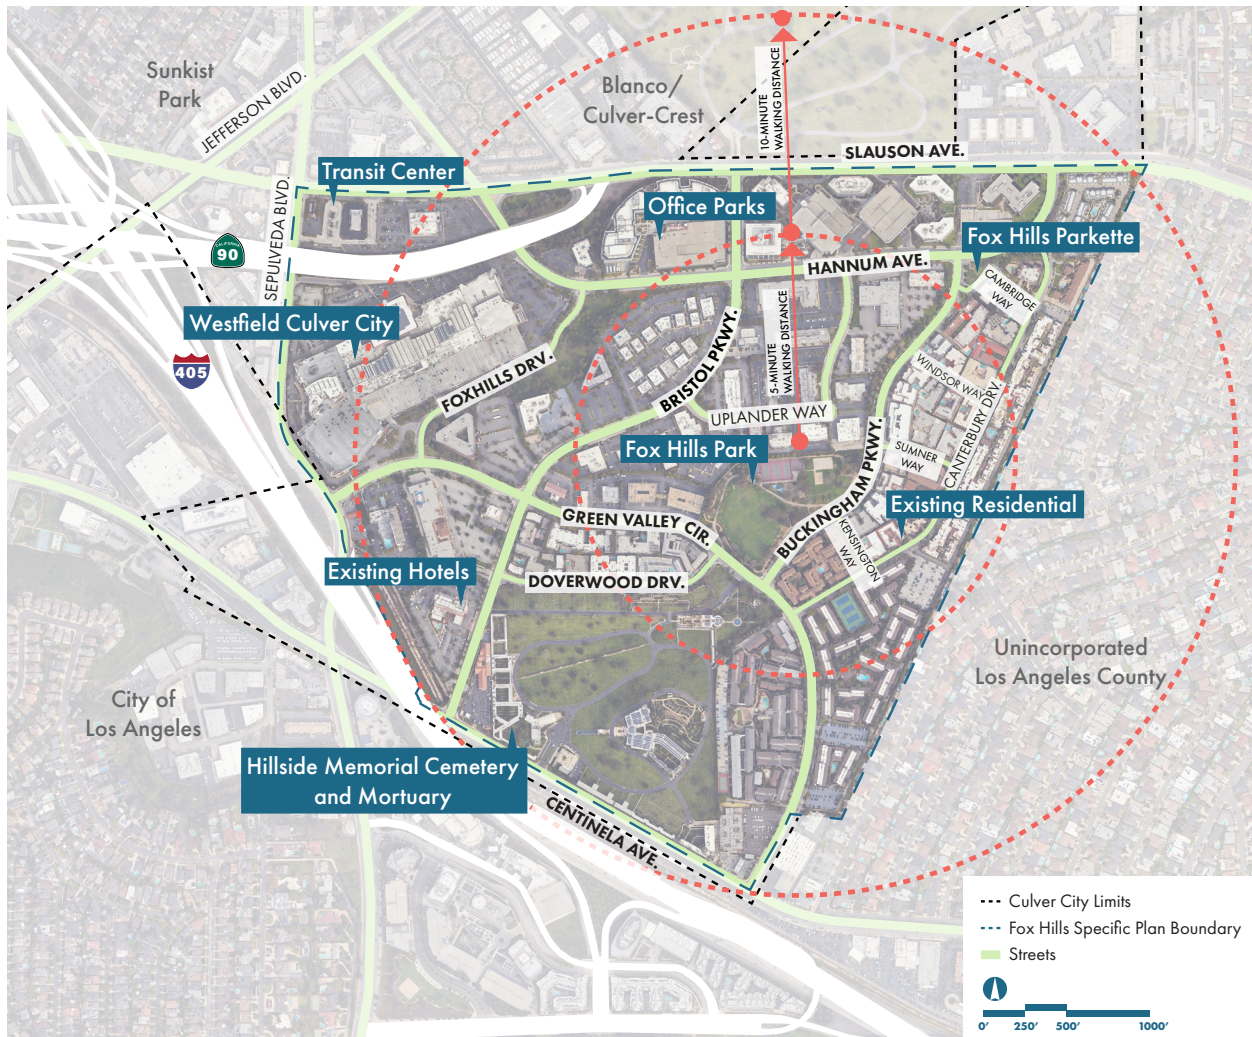 Sunkist
Park
JEFFERSON BLVD.
Blanco/
Culver-Crest
10-MINUTE
WALKING DISTANCE
SLAUSON AVE.
Transit Center
SEPULVEDA BLVD.
Office Parks
Fox Hills Parkette
CALIFORNIA
90
HANNUM AVE.
CAMBRIDGE
WAY
Westfield Culver City
405
5-MINUTE
WALKING DISTANCE
BRISTOL PKWY.
FOXHILLS DRV.
WINDSOR WAY
CANTERBURY DRV.
UPLANDER WAY
Fox Hills Park
BUCKINGHAM PKWY.
SUMNER
WAY
Existing Residential
GREEN VALLEY CIR.
KENSINGTON
WAY
Existing Hotels
DOVERWOOD DRV.
Unincorporated
Los Angeles County
City of
Los Angeles
Hillside Memorial Cemetery
and Mortuary
CENTINELA AVE.
Culver City Limits
Fox Hills Specific Plan Boundary
Streets
0' 250' 500' 1000'